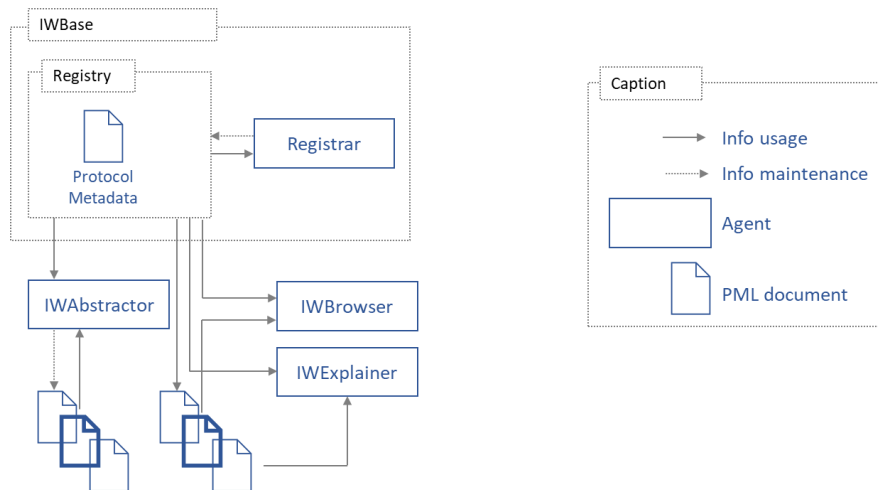 IWBase
Registry
Protocol
Metadata
Registrar
IWAbstractor
IWBrowser
IWExplainer
Caption
Info usage
Info maintenance
Agent
PML document